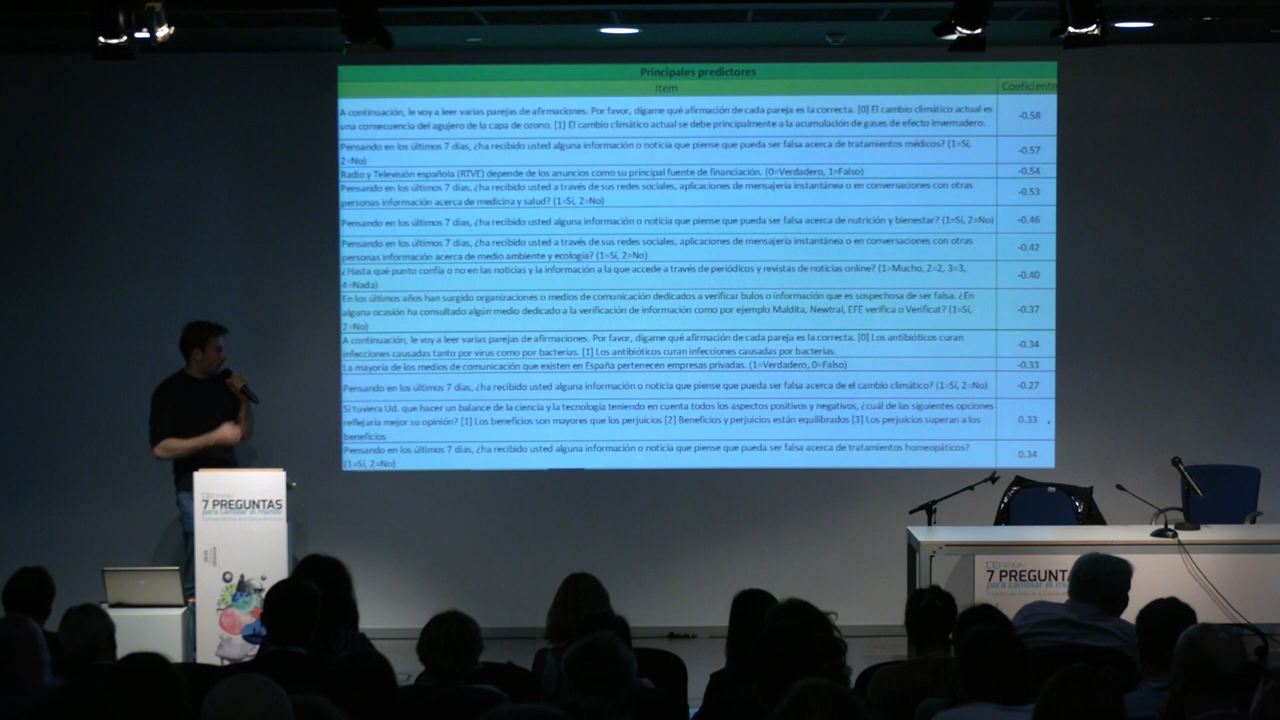 Principales predictores
Item
Coeficiente
A continuación, le voy a leer varias parejas de afirmaciones. Por favor, dígame qué afirmación de cada pareja es la correcta. [0] El cambio climático actual es
una consecuencia del agujero de la capa de ozono. [1] El cambio climático actual se debe principalmente a la acumulación de gases de efecto invernadero.
-0.58
Pensando en los últimos 7 días, ¿ha recibido usted alguna información o noticia que piense que pueda ser falsa acerca de tratamientos médicos? (1=Sí,
2=No)
-0.57
Radio y Televisión española (RTVE) depende de los anuncios como su principal fuente de financiación. (0=Verdadero, 1=Falso)
-0.54
Pensando en los últimos 7 días, ¿ha recibido usted a través de sus redes sociales, aplicaciones de mensajería instantánea o en conversaciones con otras
personas información acerca de medicina y salud? (1=Sí, 2=No)
-0.53
Pensando en los últimos 7 días, ¿ha recibido usted alguna información o noticia que piense que pueda ser falsa acerca de nutrición y bienestar? (1=Sí, 2=No)
-0.46
Pensando en los últimos 7 días, ¿ha recibido usted a través de sus redes sociales, aplicaciones de mensajería instantánea o en conversaciones con otras
personas información acerca de medio ambiente y ecología? (1=Sí, 2=No)
-0.42
¿Hasta qué punto confía o no en las noticias y la información a la que accede a través de periódicos y revistas de noticias online? (1=Mucho, 2=2, 3=3,
4=Nada)
-0.40
En los últimos años han surgido organizaciones o medios de comunicación dedicados a verificar bulos o información que es sospechosa de ser falsa. ¿En
alguna ocasión ha consultado algún medio dedicado a la verificación de información como por ejemplo Maldita, Newtral, EFE verifica o Verificat? (1=Sí,
2=No)
-0.37
A continuación, le voy a leer varias parejas de afirmaciones. Por favor, dígame qué afirmación de cada pareja es la correcta. [0] Los antibióticos curan
infecciones causadas tanto por virus como por bacterias. [1] Los antibióticos curan infecciones causadas por bacterias.
-0.34
La mayoría de los medios de comunicación que existen en España pertenecen empresas privadas. (1=Verdadero, 0=Falso)
-0.33
Pensando en los últimos 7 días, ¿ha recibido usted alguna información o noticia que piense que pueda ser falsa acerca de el cambio climático? (1=Sí, 2=No)
-0.27
Si tuviera Ud. que hacer un balance de la ciencia y la tecnología teniendo en cuenta todos los aspectos positivos y negativos, ¿cuál de las siguientes opciones
reflejaría mejor su opinión? [1] Los beneficios son mayores que los perjuicios [2] Beneficios y perjuicios están equilibrados [3] Los perjuicios superan a los
beneficios
0.33
Pensando en los últimos 7 días, ¿ha recibido usted alguna información o noticia que piense que pueda ser falsa acerca de tratamientos homeopáticos?
(1=Sí, 2=No)
0.34
7 PREGUNTAS
para cambiar el mundo
7 PREGUNTA
para cambiar el mundo